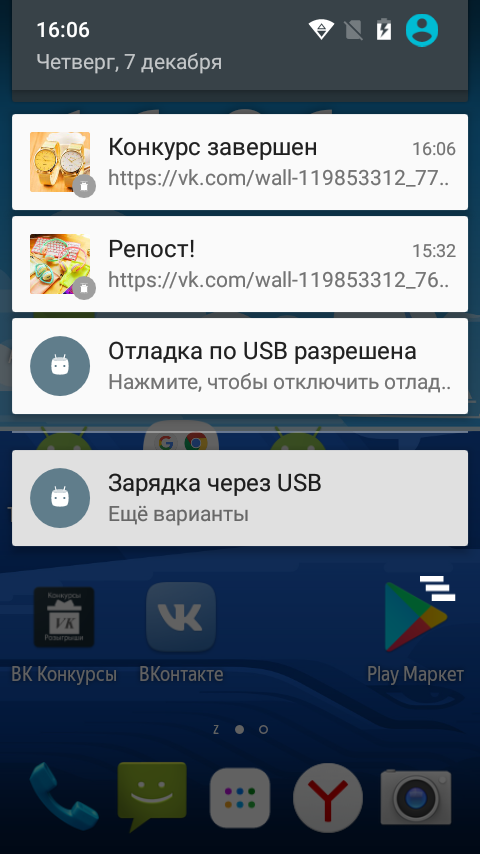 16:06
Четверг, 7 декабря
Конкурс завершен
16:06
https://vk.com/wall-119853312_77..
Репост!
15:32
https://vk.com/wall-119853312_76..
Отладка по USB разрешена
Нажмите, чтобы отключить отлад..
Зарядка через USB
Ещё варианты
Конкурсы
VK
Розыгрыши
ВК Конкурсы
ВКонтакте
Play Маркет